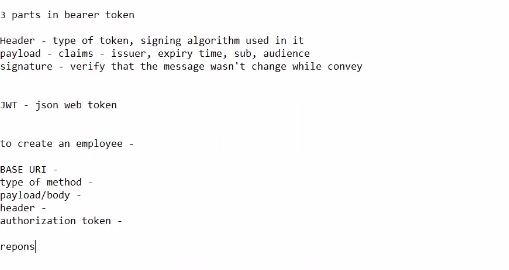 3 parts in bearer token
Header - type of token, signing algorithm used in it
payload - claims - issuer, expiry time, sub, audience
signature - verify that the message wasn't change while convey
JWT - json web token
to create an employee -
BASE URI -
type of method -
payload/body -
header -
authorization token -
repons